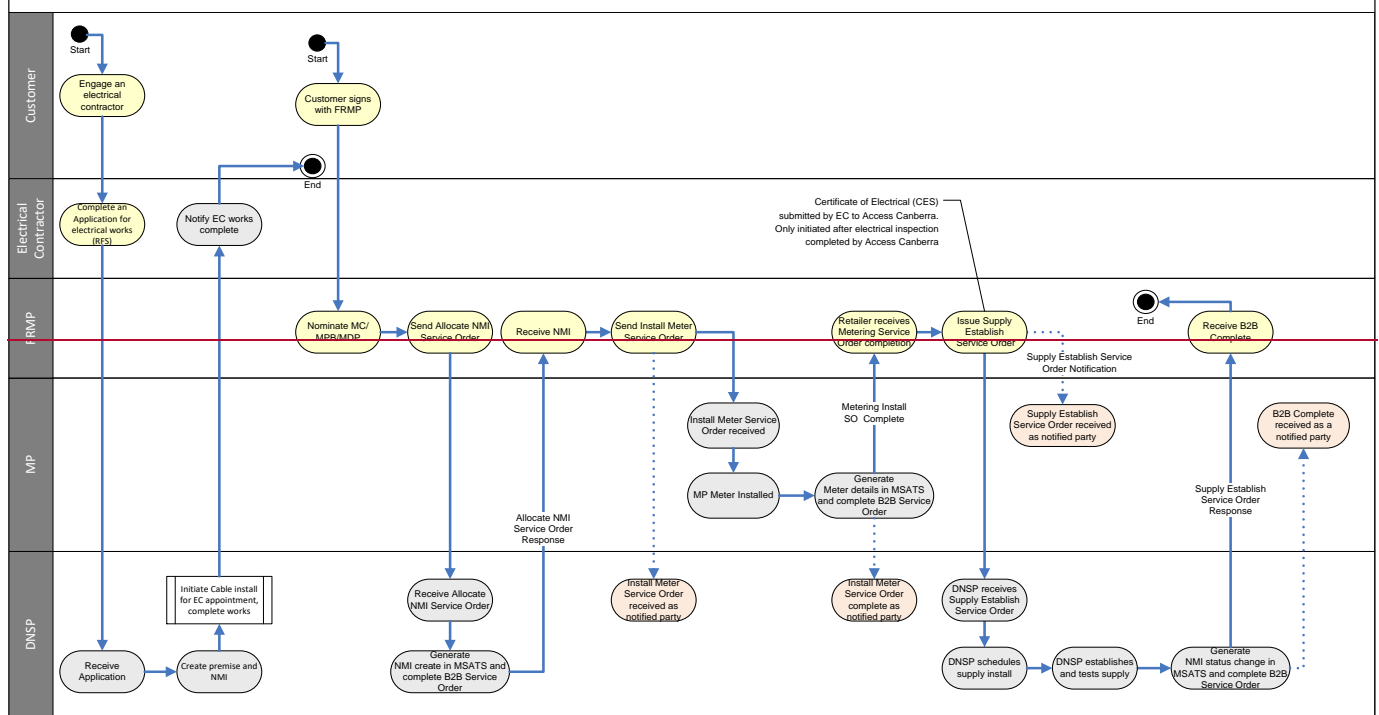 Customer
Start
Engage an
electrical
contractor
Start
Customer signs
with FRMP
End
Electrical
Contractor
Complete an
Application for
electrical works
(RFS)
Notify EC works
complete
Certificate of Electrical (CES)
submitted by EC to Access Canberra.
Only initiated after electrical inspection
completed by Access Canberra
FRMP
Nominate MC/
MPB/MDP
Send Allocate NMI
Service Order
Receive NMI
Send Install Meter
Service Order
Retailer receives
Metering Service
Order completion
Issue Supply
Establish
Service Order
End
Receive B2B
Complete
Supply Establish Service
Order Notification
MP
Install Meter Service
Order received
Metering Install
SO Complete
Supply Establish
Service Order received
as notified party
B2B Complete
received as a
notified party
MP Meter Installed
Generate
Meter details in MSATS
and complete B2B Service
Order
Allocate NMI
Service Order
Response
Supply Establish
Service Order
Response
DNSP
Initiate Cable install
for EC appointment,
complete works
Receive Allocate
NMI Service Order
Install Meter
Service Order
received as
notified party
Install Meter
Service Order
complete as
notified party
DNSP receives
Supply Establish
Service Order
Receive
Application
Create premise and
NMI
Generate
NMI create in MSATS and
complete B2B Service
Order
DNSP schedules
supply install
DNSP establishes
and tests supply
Generate
NMI status change in
MSATS and complete B2B
Service Order